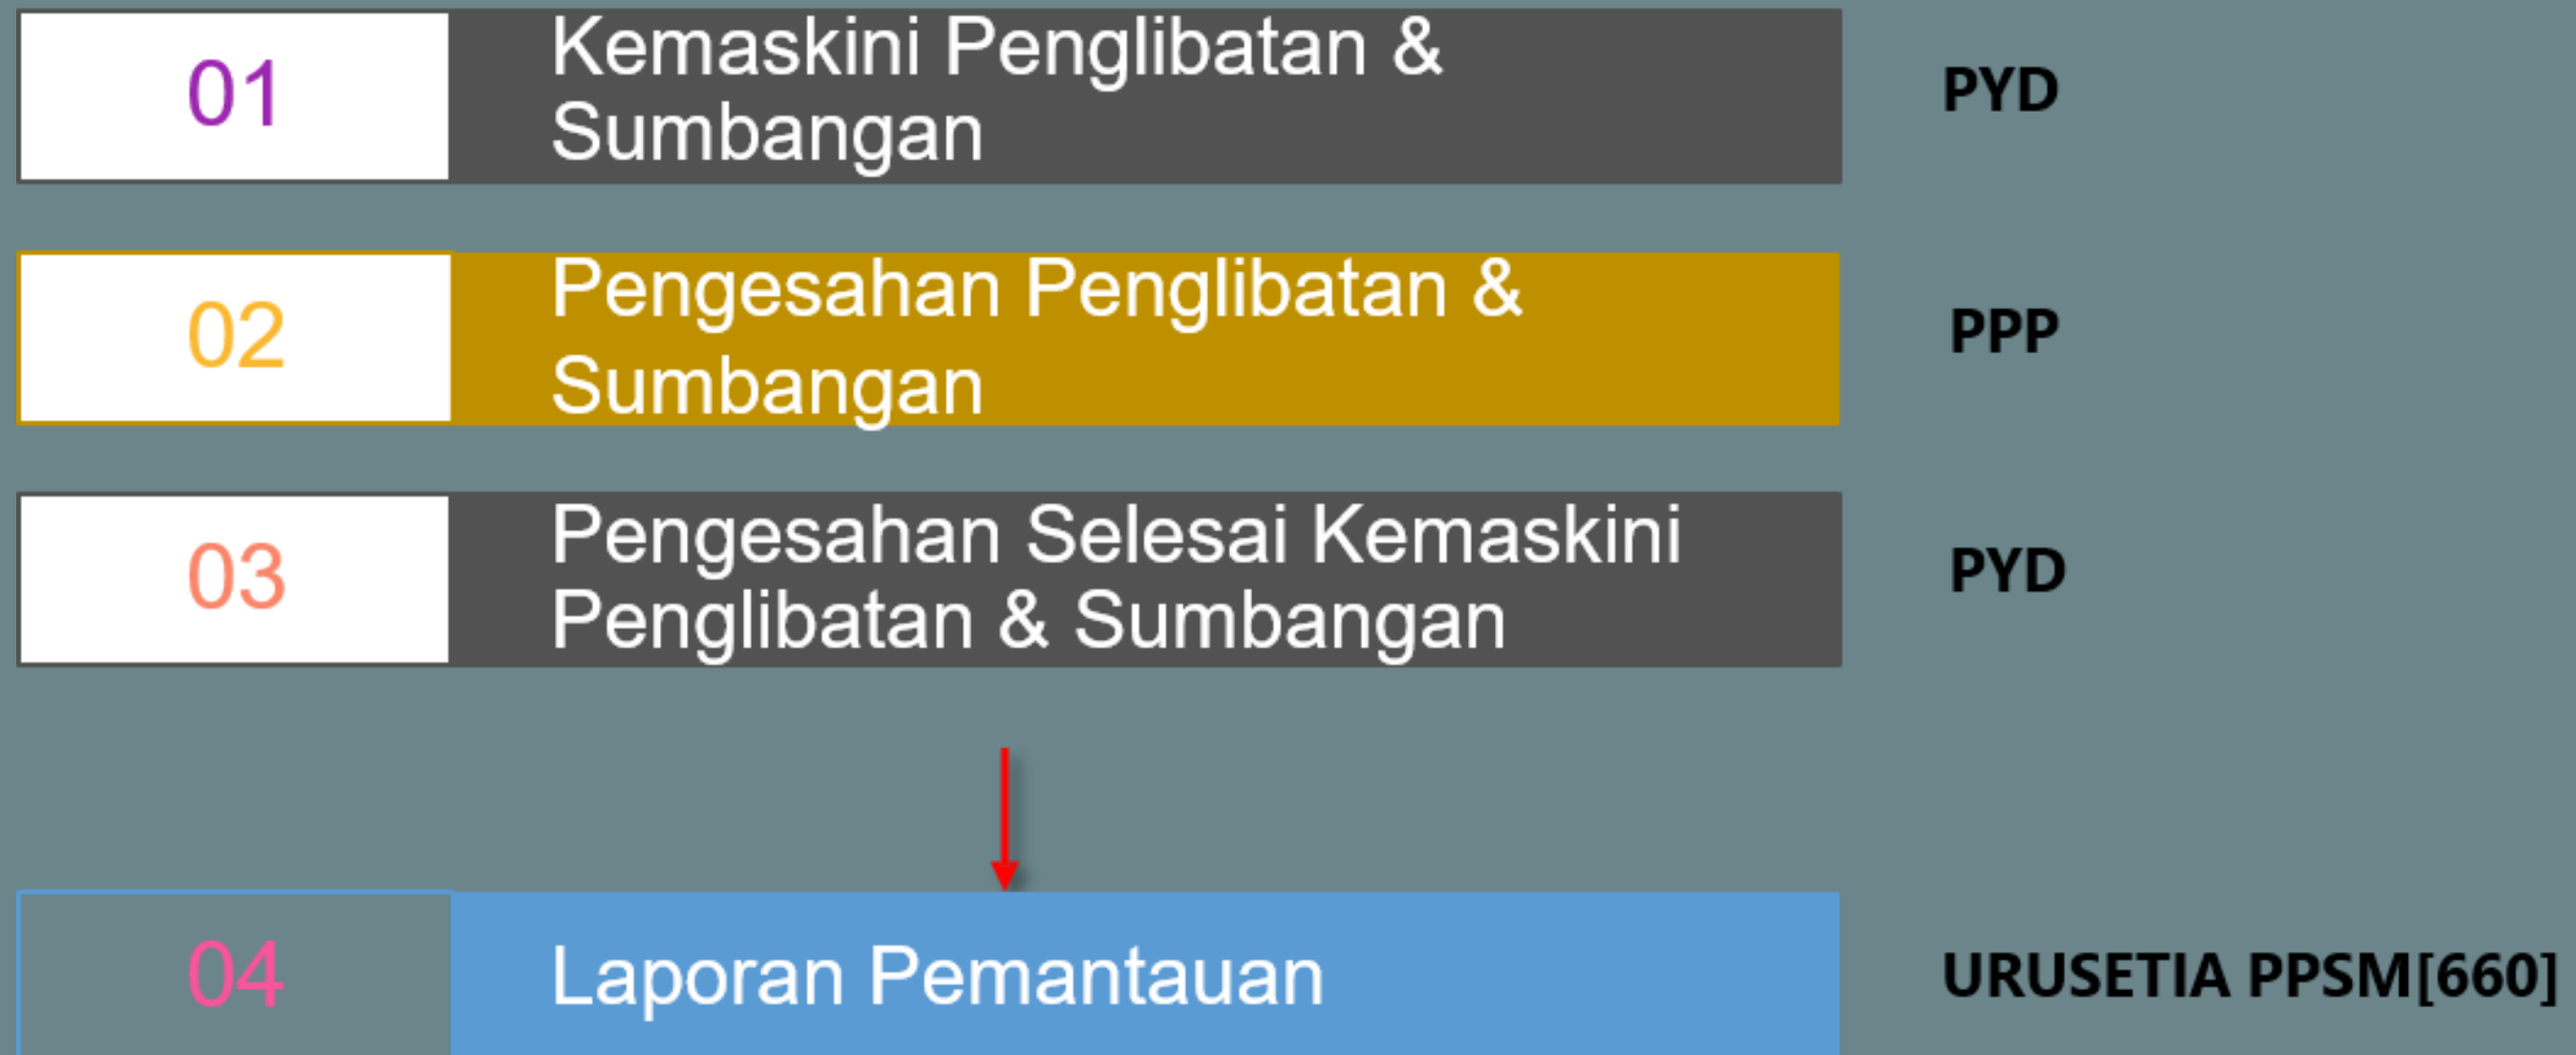 01
Kemaskini Penglibatan &
Sumbangan
PYD
02
Pengesahan Penglibatan &
Sumbangan
PPP
03
Pengesahan Selesai Kemaskini
Penglibatan & Sumbangan
PYD
04
Laporan Pemantauan
URUSETIA PPSM[660]